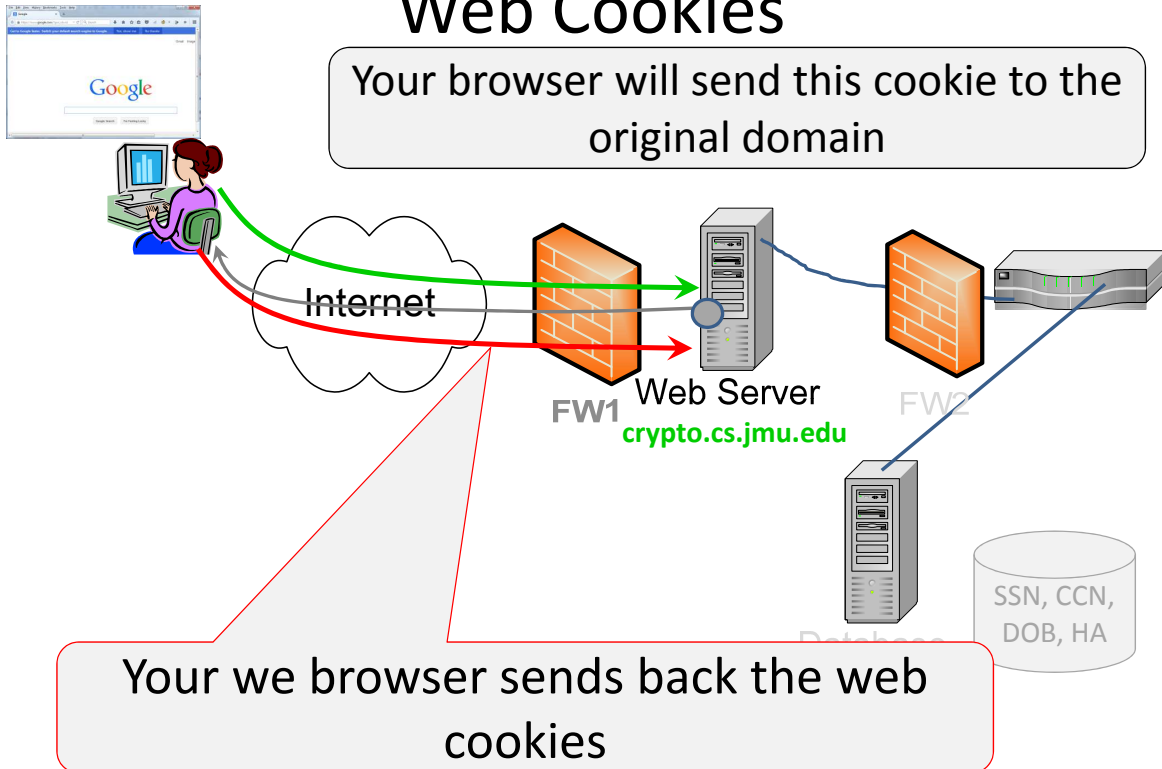 Web Cookies
Google
Your browser will send this cookie to the
original domain
Internet
FW1
Web Server
crypto.cs.jmu.edu
FW2
Database
SSN, CCN,
DOB, HA
Your we browser sends back the web
cookies